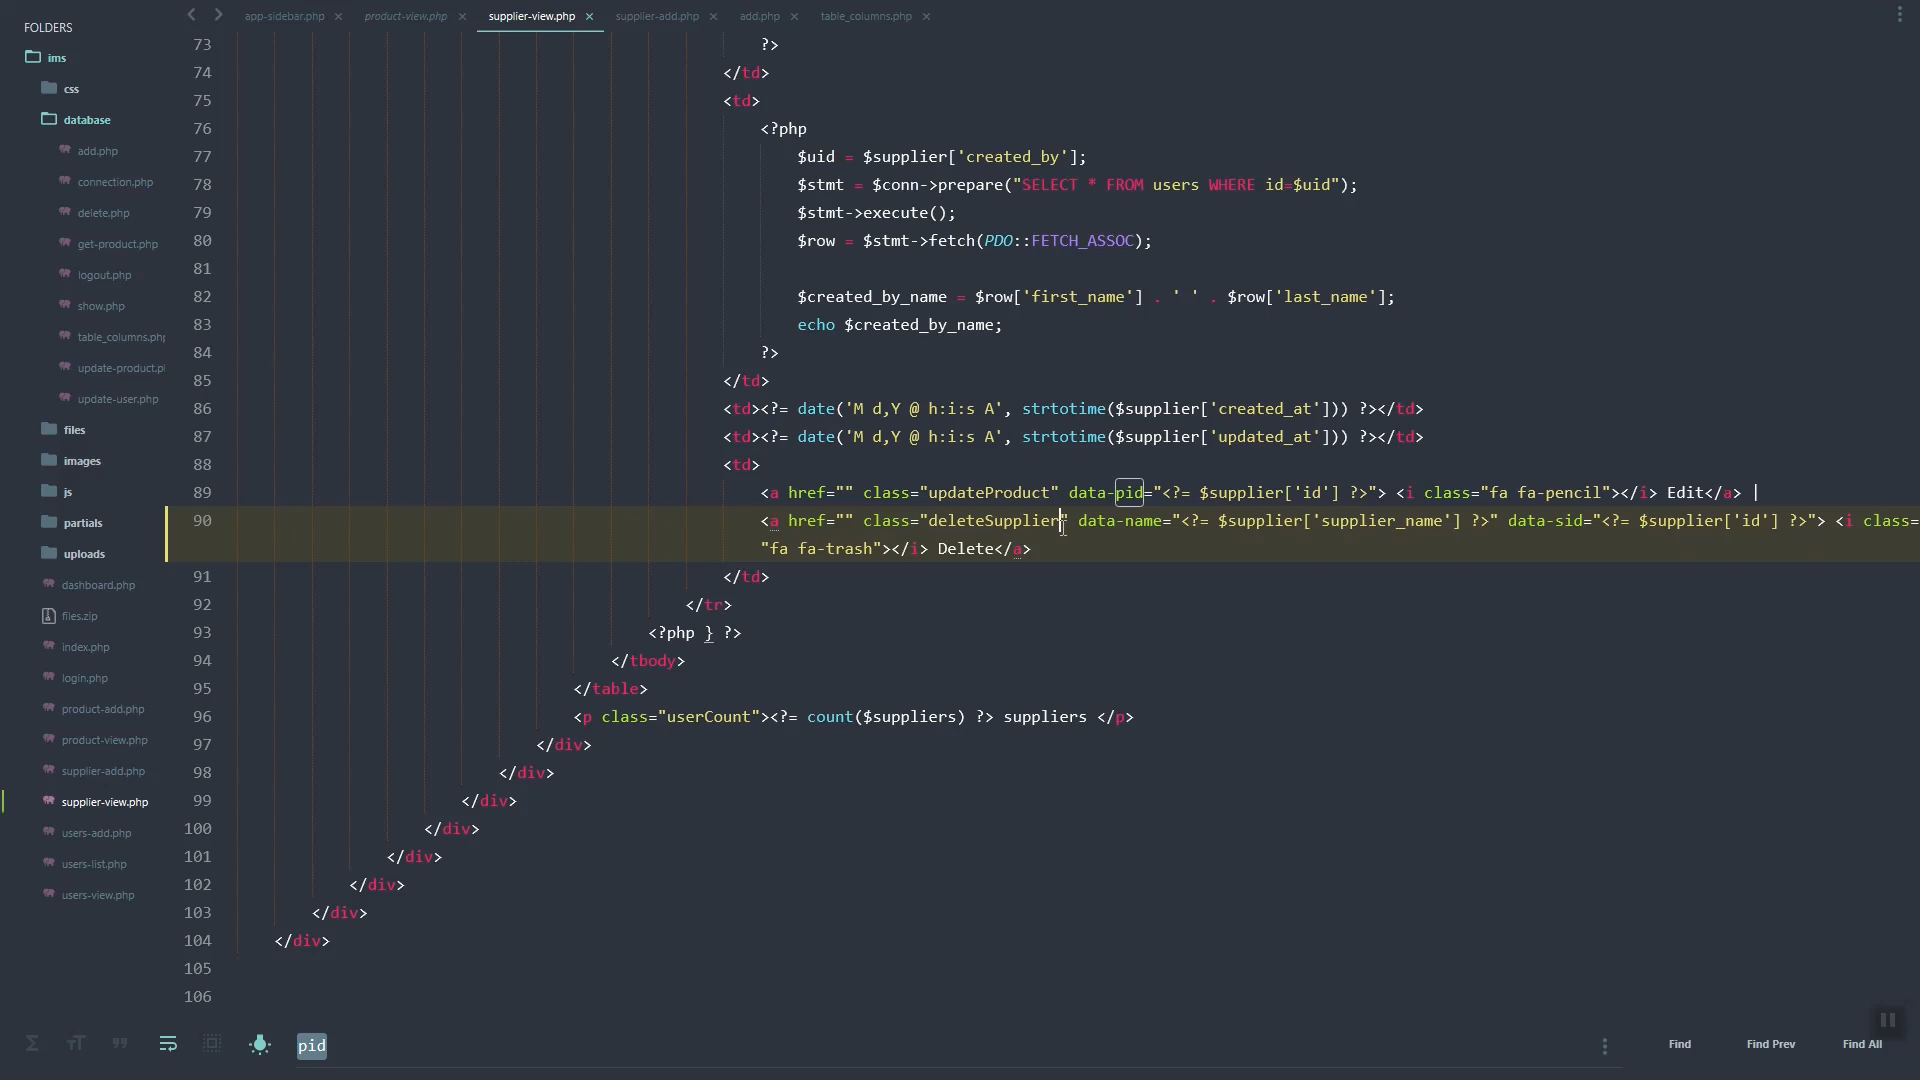 FOLDERS
ims
css
database
add.php
connection.php
delete.php
get-product.php
logout.php
show.php
table_columns.php
update-product.p
update-user.php
files
images
js
partials
uploads
dashboard.php
files.zip
index.php
login.php
product-add.php
product-view.php
supplier-add.php
supplier-view.php
users-add.php
users-list.php
users-view.php
app-sidebar.php × product-view.php × supplier-view.php × supplier-add.php × add.php × table_columns.php ×
73 ?>
74 </td>
75 <td>
76 <?php
77 $uid = $supplier['created_by'];
78 $stmt = $conn->prepare("SELECT * FROM users WHERE id=$uid");
79 $stmt->execute();
80 $row = $stmt->fetch(PDO::FETCH_ASSOC);
81
82 $created_by_name = $row['first_name'] . ' ' . $row['last_name'];
83 echo $created_by_name;
84 ?>
85 </td>
86 <td><?= date('M d,Y @ h:i:s A', strtotime($supplier['created_at'])) ?></td>
87 <td><?= date('M d,Y @ h:i:s A', strtotime($supplier['updated_at'])) ?></td>
88 <td>
89 <a href="" class="updateProduct" data-pid="<?= $supplier['id'] ?>"> <i class="fa fa-pencil"></i> Edit</a> |
90 <a href="" class="deleteSupplier" data-name="<?= $supplier['supplier_name'] ?>" data-sid="<?= $supplier['id'] ?>"> <i class=
"fa fa-trash"></i> Delete</a>
91 </td>
92 </tr>
93 <?php } ?>
94 </tbody>
95 </table>
96 <p class="userCount"><?= count($suppliers) ?> suppliers </p>
97 </div>
98 </div>
99 </div>
100 </div>
101 </div>
102 </div>
103 </div>
104 </div>
105
106
pid
Find Find Prev Find All